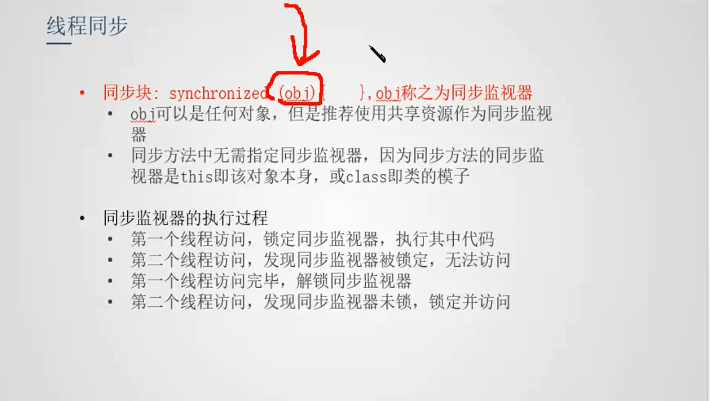 线程同步
• 同步块: synchronized (obj){    },obj称之为同步监视器
• obj可以是任何对象，但是推荐使用共享资源作为同步监视
器
• 同步方法中无需指定同步监视器，因为同步方法的同步监
视器是this即该对象本身，或class即类的模子
• 同步监视器的执行过程
• 第一个线程访问，锁定同步监视器，执行其中代码
• 第二个线程访问，发现同步监视器被锁定，无法访问
• 第一个线程访问完毕，解锁同步监视器
• 第二个线程访问，发现同步监视器未锁，锁定并访问